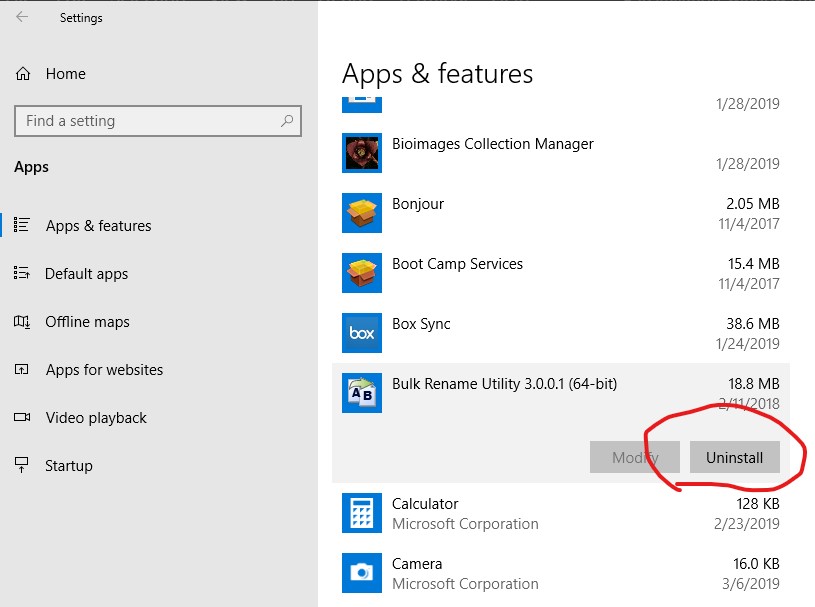 Settings
Home
Find a setting
Apps
Apps & features
Default apps
Offline maps
Apps for websites
Video playback
Startup
Apps & features
1/28/2019
Bioimages Collection Manager
1/28/2019
Bonjour 2.05 MB
11/4/2017
Boot Camp Services 15.4 MB
11/4/2017
box
Box Sync 38.6 MB
1/24/2019
AB
Bulk Rename Utility 3.0.0.1 (64-bit) 18.8 MB
2/11/2018
Modify Uninstall
Calculator 128 KB
Microsoft Corporation 2/23/2019
Camera 16.0 KB
Microsoft Corporation 3/6/2019